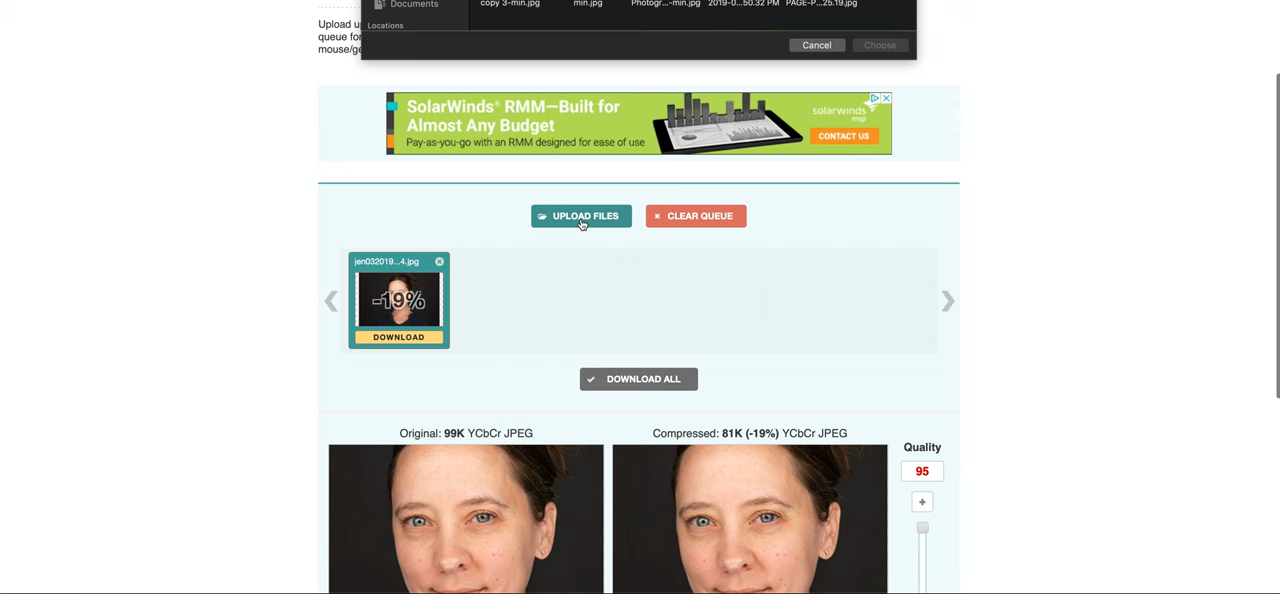 Documents
copy 3-min.jpg
min.jpg
Photogr...-min.jpg
2019-0...50.32 PM
PAGE-P...25.19.jpg
Locations
Cancel
Choose
Upload u
queue for
mouse/ge
SolarWinds® RMM—Built for
Almost Any Budget
Pay-as-you-go with an RMM designed for ease of use
solarwinds
msp
CONTACT US
UPLOAD FILES
CLEAR QUEUE
jen032019...4.jpg
-19%
DOWNLOAD
DOWNLOAD ALL
Original: 99K YCbCr JPEG
Compressed: 81K (-19%) YCbCr JPEG
Quality
95
+